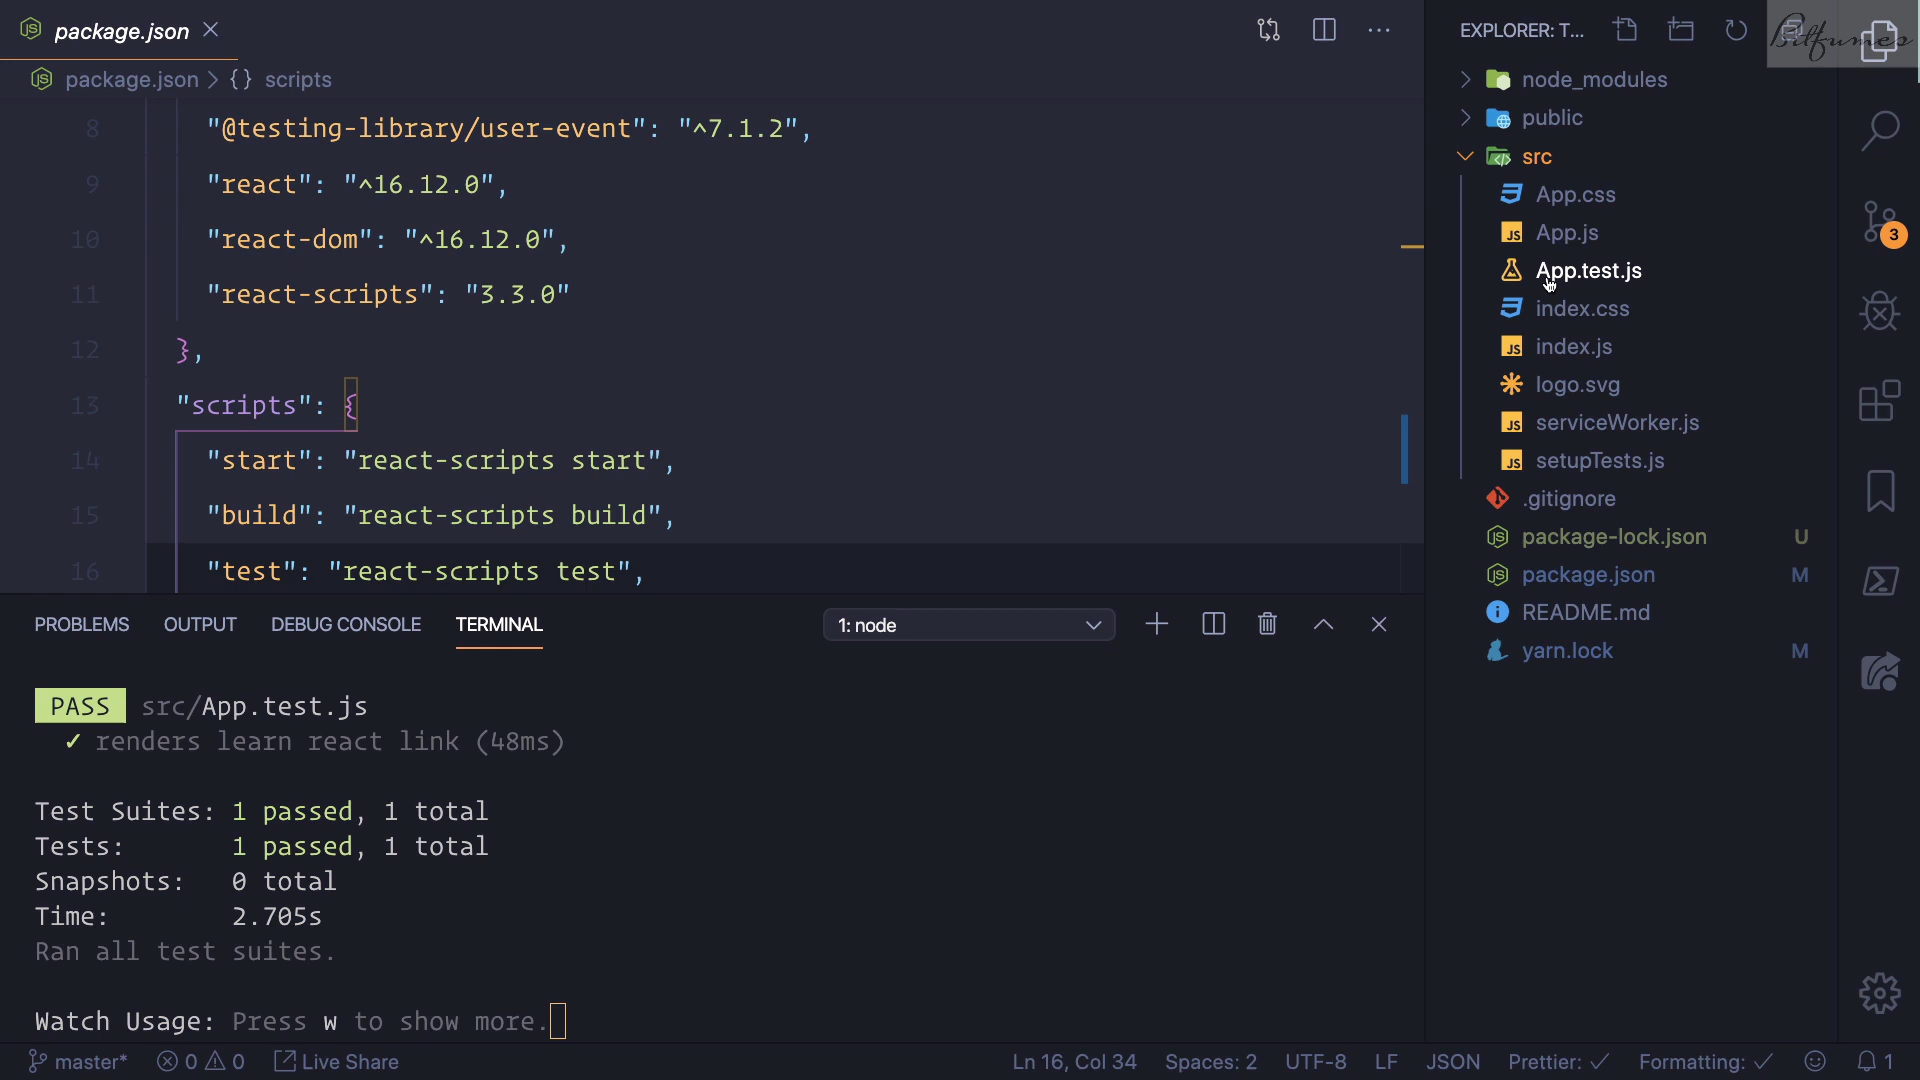 package.json
package.json > {} scripts
8 "@testing-library/user-event": "^7.1.2",
9 "react": "^16.12.0",
10 "react-dom": "^16.12.0",
11 "react-scripts": "3.3.0"
12 },
13 "scripts": {
14 "start": "react-scripts start",
15 "build": "react-scripts build",
16 "test": "react-scripts test",
PROBLEMS OUTPUT DEBUG CONSOLE TERMINAL 1: node
PASS src/App.test.js
✓ renders learn react link (48ms)
Test Suites: 1 passed, 1 total
Tests: 1 passed, 1 total
Snapshots: 0 total
Time: 2.705s
Ran all test suites.
Watch Usage: Press w to show more.
EXPLORER: T...
Bitfumes
node_modules
public
src
App.css
App.js
App.test.js
index.css
index.js
logo.svg
serviceWorker.js
setupTests.js
.gitignore
package-lock.json U
package.json M
README.md
yarn.lock M
3
master* 0 0 Live Share Ln 16, Col 34 Spaces: 2 UTF-8 LF JSON Prettier: ✓ Formatting: ✓ 1